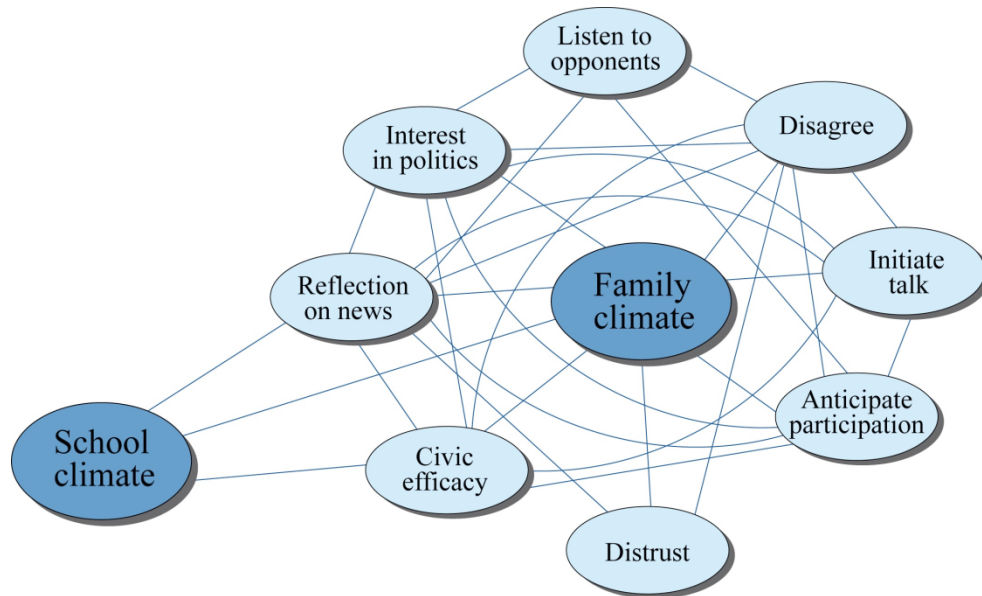 Listen to
opponents
Disagree
Interest
in politics
Initiate
talk
Reflection
on news
Family
climate
Anticipate
participation
School
climate
Civic
efficacy
Distrust